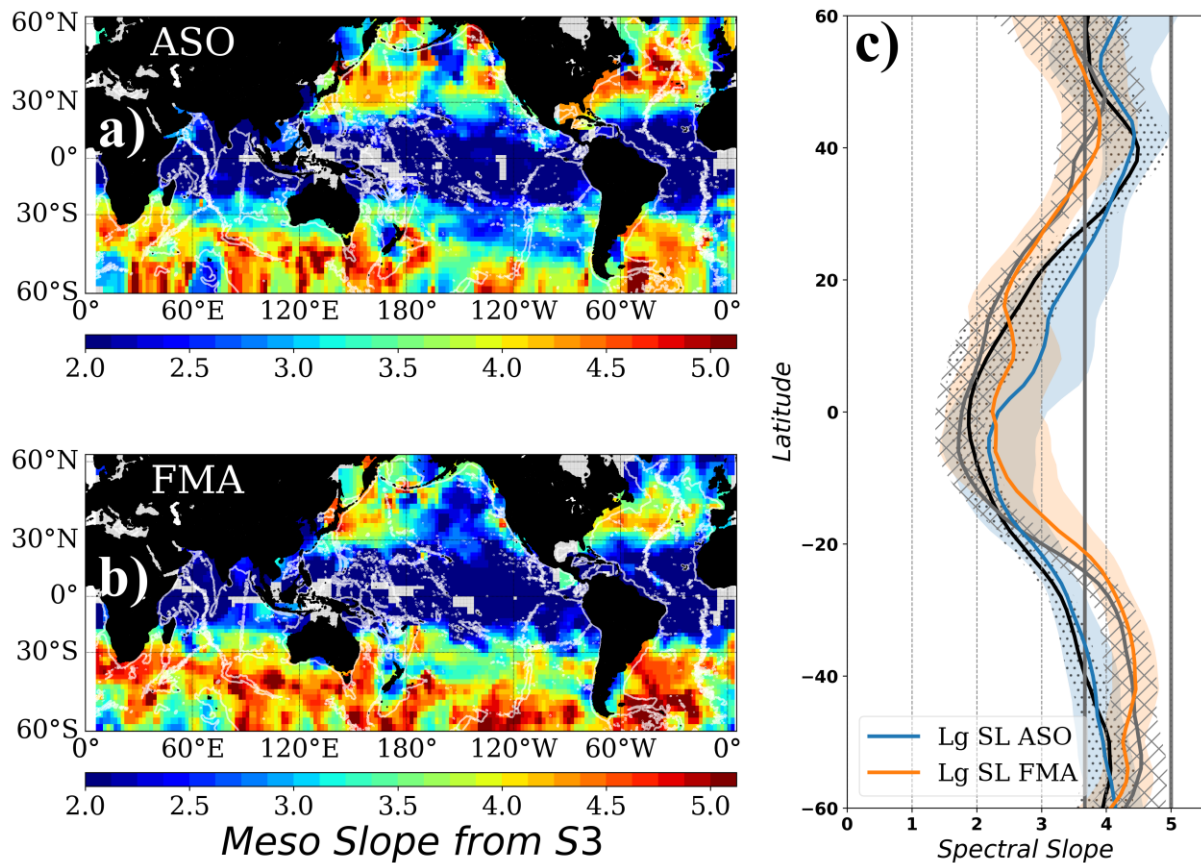 ASO
a)
60°N
30°N
0°
30°S
60°S
0° 60°E 120°E 180° 120°W 60°W 0°
2.0 2.5 3.0 3.5 4.0 4.5 5.0
FMA
b)
60°N
30°N
0°
30°S
60°S
0° 60°E 120°E 180° 120°W 60°W 0°
2.0 2.5 3.0 3.5 4.0 4.5 5.0
Meso Slope from S3
c)
60
40
20
0
−20
−40
−60
Latitude
Lg SL ASO
Lg SL FMA
0 1 2 3 4 5
Spectral Slope